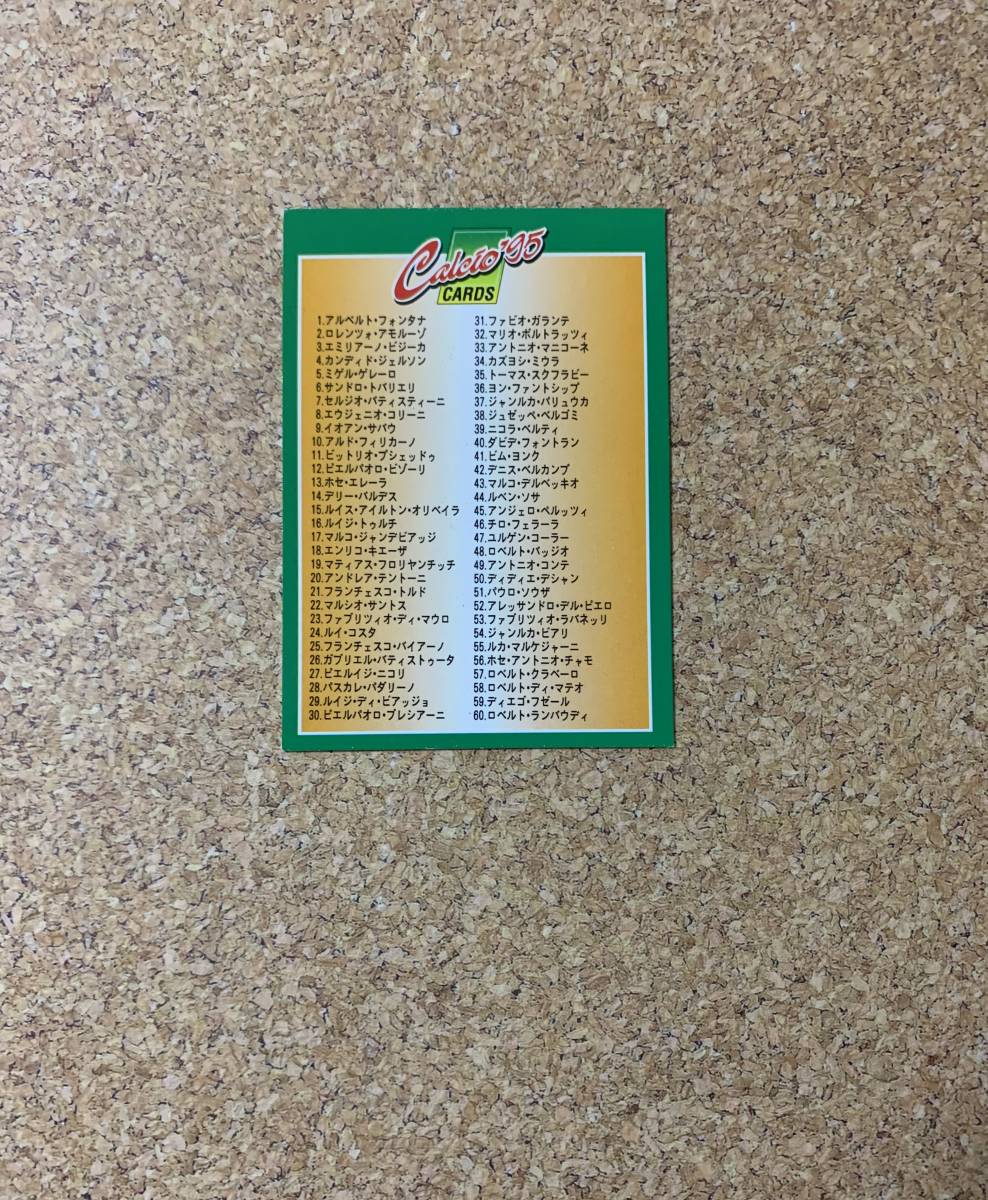 Calcio'95
CARDS
1.アルベルト・フォンタナ
2.ロレンツォ・アモルーゾ
3.エミリアーノ・ビジーカ
4.カンディド・ジェルソン
5.ミゲル・ゲレーロ
6.サンドロ・トバリエリ
7.セルジオ・バティスティーニ
8.エウジェニオ・コリーニ
9.イオアン・サバウ
10.アルド・フィリカーノ
11.ビットリオ・プシェッドゥ
12.ピエルパオロ・ビゾーリ
13.ホセ・エレーラ
14.デリー・バルデス
15.ルイス・アイルトン・オリベイラ
16.ルイジ・トゥルチ
17.マルコ・ジャンデビアッジ
18.エンリコ・キエーザ
19.マティアス・フロリヤンチッチ
20.アンドレア・テントーニ
21.フランチェスコ・トルド
22.マルシオ・サントス
23.ファブリツィオ・ディ・マウロ
24.ルイ・コスタ
25.フランチェスコ・バイアーノ
26.ガブリエル・バティストゥータ
27.ピエルイジ・ニコリ
28.パスカレ・パダリーノ
29.ルイジ・ディ・ビアッジョ
30.ピエルパオロ・ブレシアーニ
31.ファビオ・ガランテ
32.マリオ・ボルトラッツィ
33.アントニオ・マニコーネ
34.カズヨシ・ミウラ
35.トーマス・スクフラビー
36.ヨン・ファントシップ
37.ジャンルカ・パリュウカ
38.ジュゼッペ・ベルゴミ
39.ニコラ・ベルティ
40.ダビデ・フォントラン
41.ビム・ヨンク
42.デニス・ベルカンプ
43.マルコ・デルベッキオ
44.ルベン・ソサ
45.アンジェロ・ペルッツィ
46.チロ・フェラーラ
47.ユルゲン・コーラー
48.ロベルト・バッジオ
49.アントニオ・コンテ
50.ディディエ・デシャン
51.パウロ・ソウザ
52.アレッサンドロ・デル・ピエロ
53.ファブリツィオ・ラバネッリ
54.ジャンルカ・ビアリ
55.ルカ・マルケジャーニ
56.ホセ・アントニオ・チャモ
57.ロベルト・クラベーロ
58.ロベルト・ディ・マテオ
59.ディエゴ・フゼール
60.ロベルト・ランバウディ